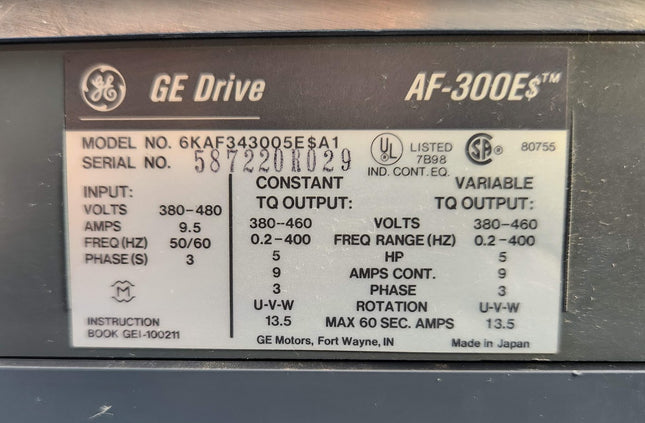 GE GE Drive AF-300E$™
MODEL NO. 6KAF343005E$A1
SERIAL NO. 587220R029
UL LISTED 7B98 IND. CONT. EQ.
SA ® 80755
INPUT:
VOLTS 380-480
AMPS 9.5
FREQ (HZ) 50/60
PHASE (S) 3
M
INSTRUCTION
BOOK GEI-100211
CONSTANT VARIABLE
TQ OUTPUT: TQ OUTPUT:
380--460 VOLTS 380-460
0.2-400 FREQ RANGE (HZ) 0.2-400
5 HP 5
9 AMPS CONT. 9
3 PHASE 3
U-V-W ROTATION U-V-W
13.5 MAX 60 SEC. AMPS 13.5
GE Motors, Fort Wayne, IN Made in Japan